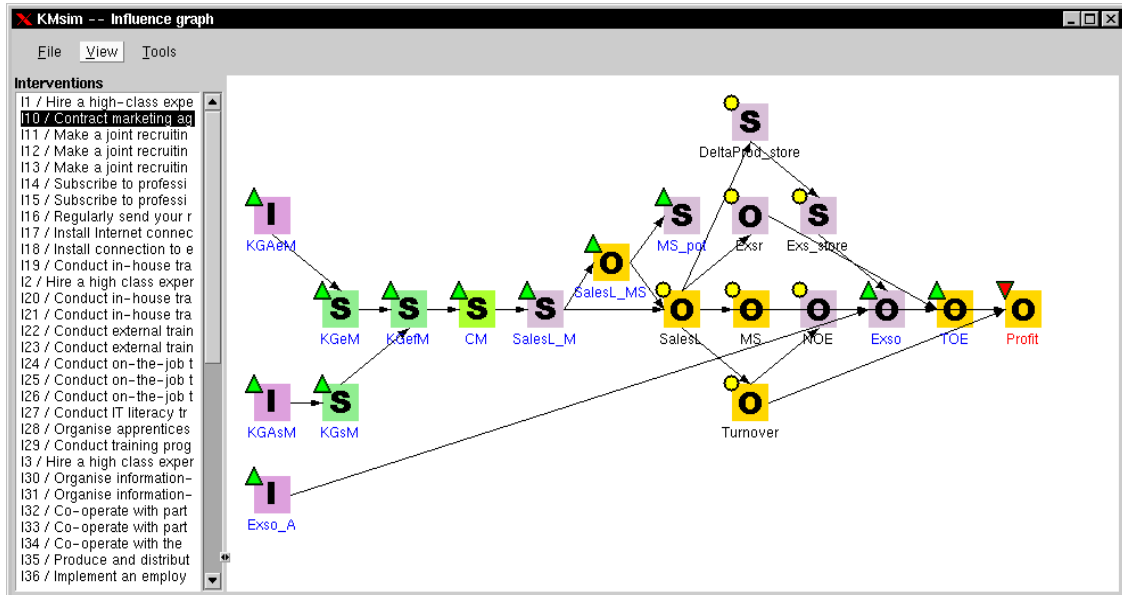 KMsim -- Influence graph
File View Tools
Interventions
I1 / Hire a high-class expe
I10 / Contract marketing ag
I11 / Make a joint recruitin
I12 / Make a joint recruitin
I13 / Make a joint recruitin
I14 / Subscribe to professi
I15 / Subscribe to professi
I16 / Regularly send your r
I17 / Install Internet connec
I18 / Install connection to e
I19 / Conduct in-house tra
I2 / Hire a high class exper
I20 / Conduct in-house tra
I21 / Conduct in-house tra
I22 / Conduct external train
I23 / Conduct external train
I24 / Conduct on-the-job t
I25 / Conduct on-the-job t
I26 / Conduct on-the-job t
I27 / Conduct IT literacy tr
I28 / Organise apprentices
I29 / Conduct training prog
I3 / Hire a high class exper
I30 / Organise information-
I31 / Organise information-
I32 / Co-operate with part
I33 / Co-operate with part
I34 / Co-operate with the
I35 / Produce and distribut
I36 / Implement an employ
S
DeltaProd_store
I
KGAeM
S
MS_pot
O
Exsr
S
Exs_store
O
SalesL_MS
S
KGeM
S
KGefM
S
CM
S
SalesL_M
O
SalesL
O
MS
O
NOE
O
Exso
O
TOE
O
Profit
I
KGAsM
S
KGsM
O
Turnover
I
Exso_A